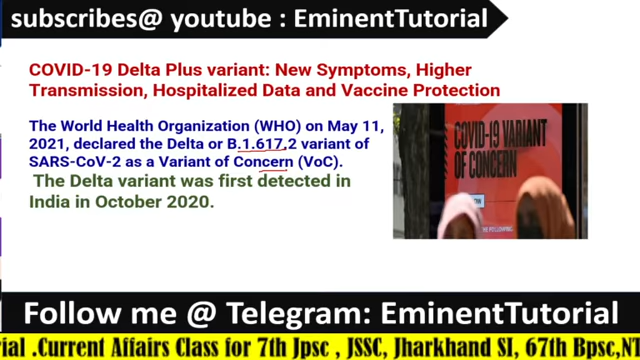 subscribes@ youtube : EminentTutorial
COVID-19 Delta Plus variant: New Symptoms, Higher
Transmission, Hospitalized Data and Vaccine Protection
The World Health Organization (WHO) on May 11,
2021, declared the Delta or B.1.617,2 variant of
SARS-CoV-2 as a Variant of Concern (VoC).
The Delta variant was first detected in
India in October 2020.
COVID-19 VARIANT
OF CONCERN
Follow me @ Telegram: EminentTutorial
ial .Current Affairs Class for 7th Jpsc , JSSC, Jharkhand SI, 67th Bpsc,N